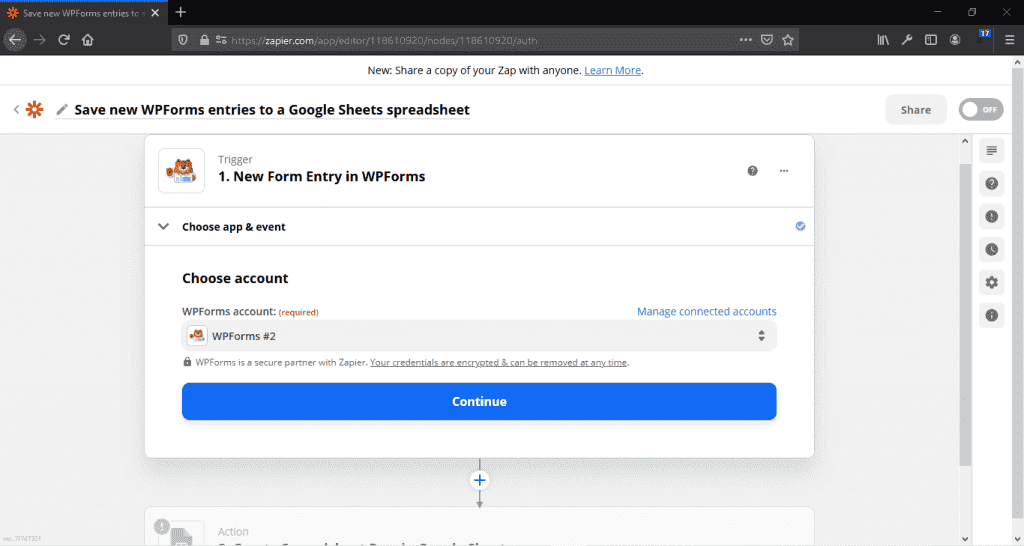 Save new WPForms entries to a
17
https://zapier.com/app/editor/118610920/nodes/118610920/auth
New: Share a copy of your Zap with anyone. Learn More.
Save new WPForms entries to a Google Sheets spreadsheet
Share
OFF
Trigger
1. New Form Entry in WPForms
Choose app & event
Choose account
WPForms account: (required)
Manage connected accounts
WPForms #2
WPForms is a secure partner with Zapier. Your credentials are encrypted & can be removed at any time.
Continue
Action